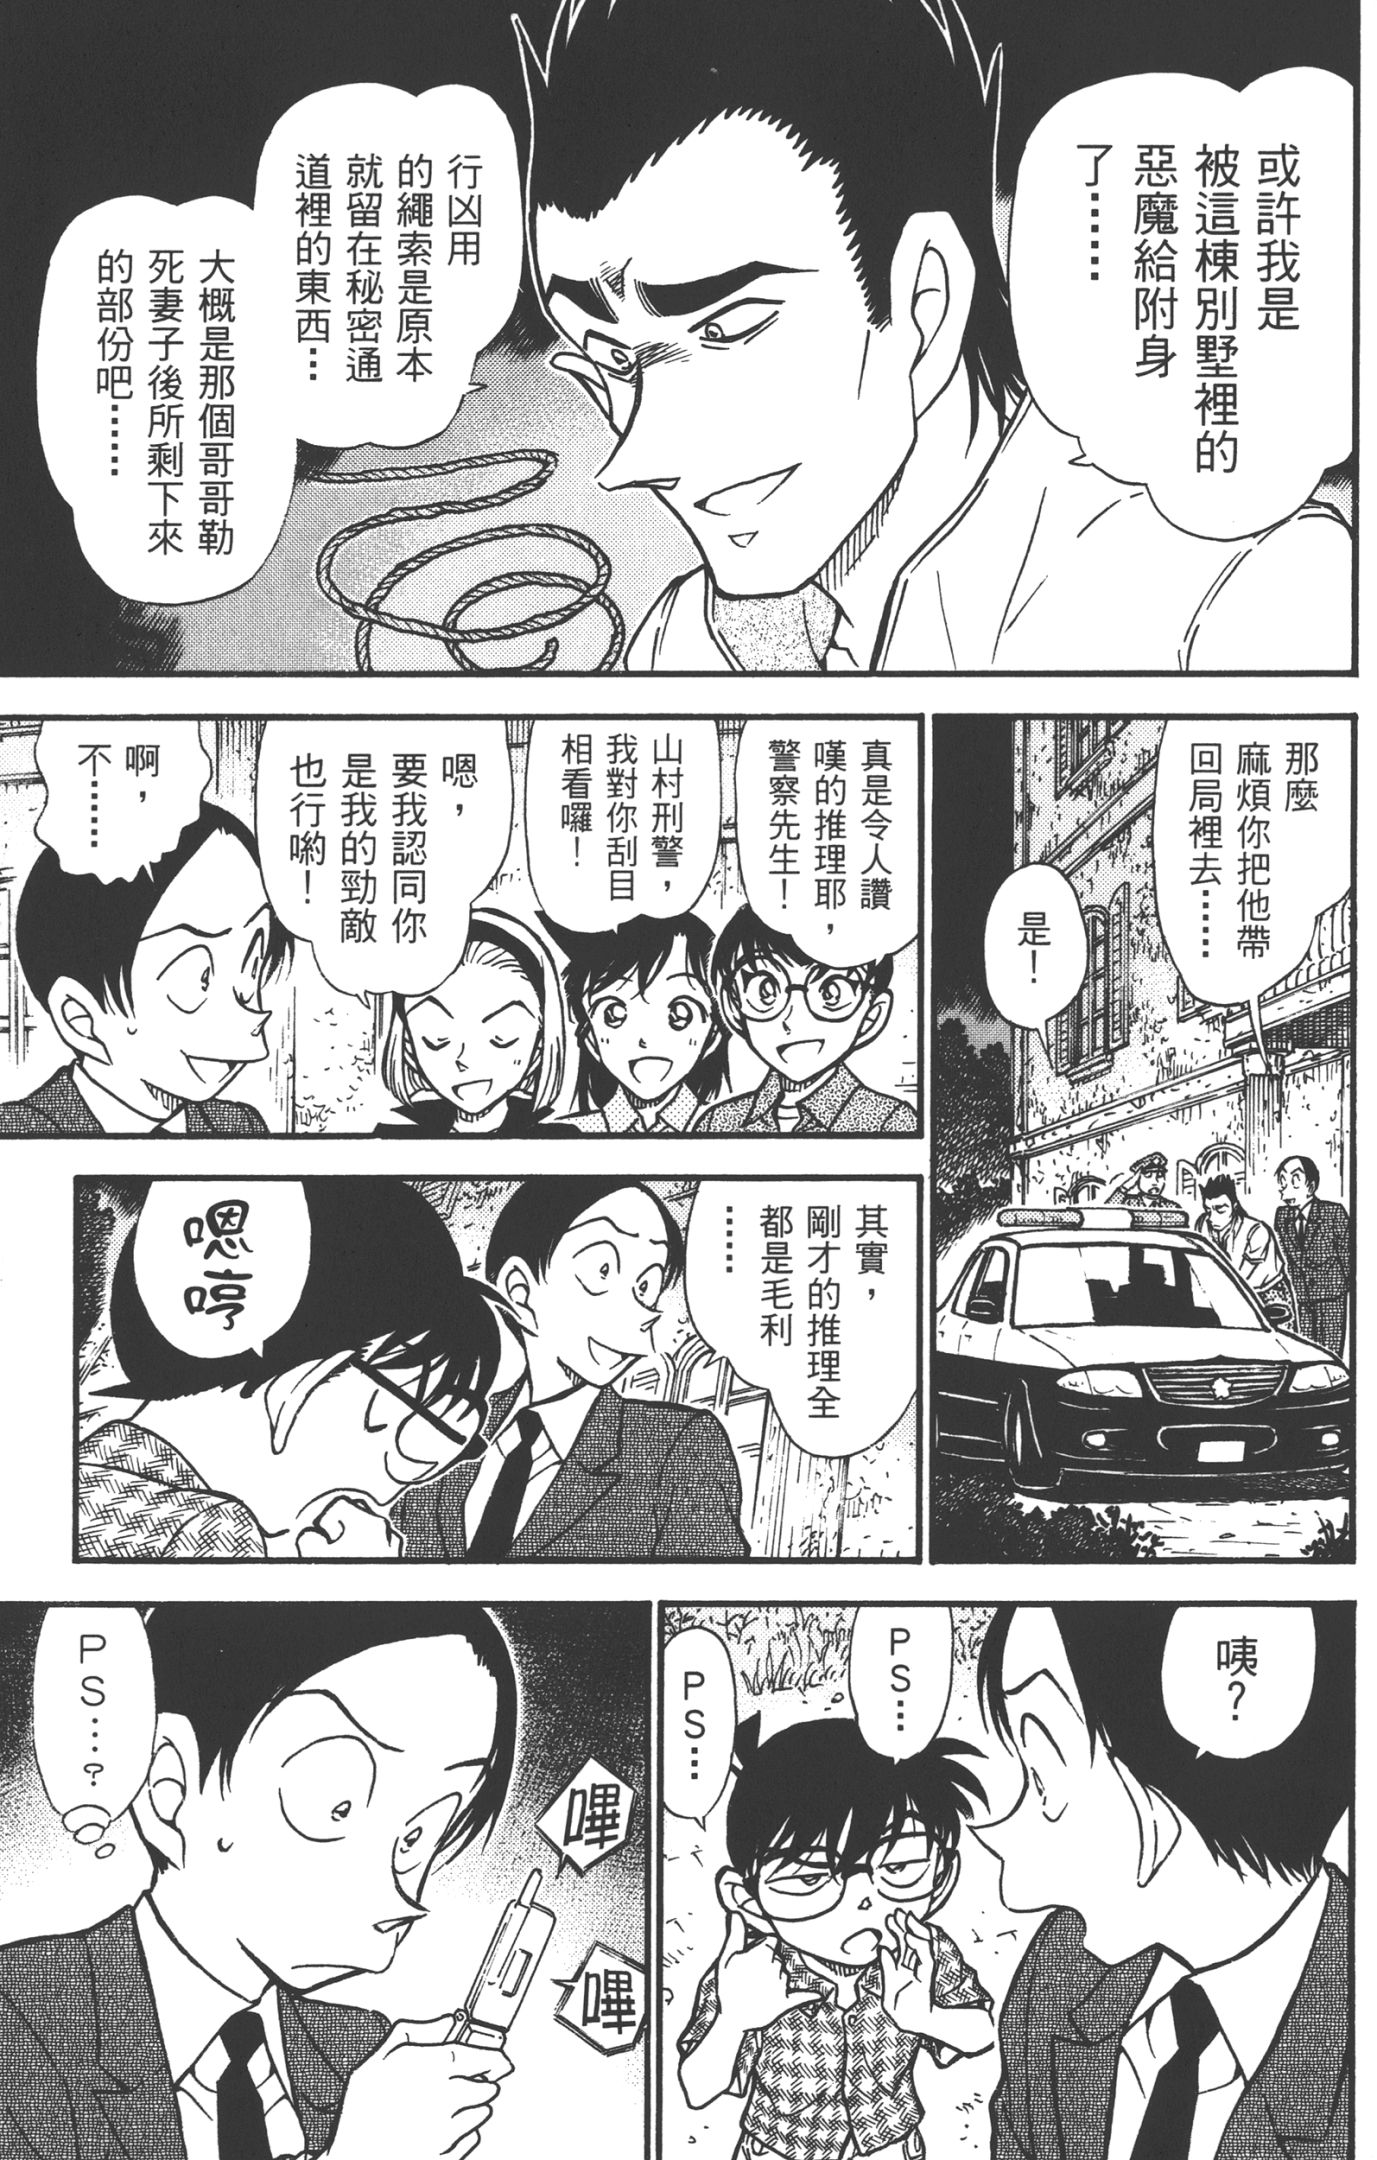 或許我是
被這棟別墅裡的
惡魔給附身
了……
行凶用
的繩索是原本
就留在秘密通
道裡的東西…
大概是那個哥哥勒
死妻子後所剩下來
的部份吧……
那麼
麻煩你把他帶
回局裡去……
是！
真是令人讚
嘆的推理耶，
警察先生！
山村刑警，
我對你刮目
相看囉！
嗯，
要我認同你
是我的勁敵
也行喲！
啊，
不……
其實，
剛才的推理全
都是毛利
……
嗯哼
咦？
PS…
PS…
嗶
嗶
PS…？